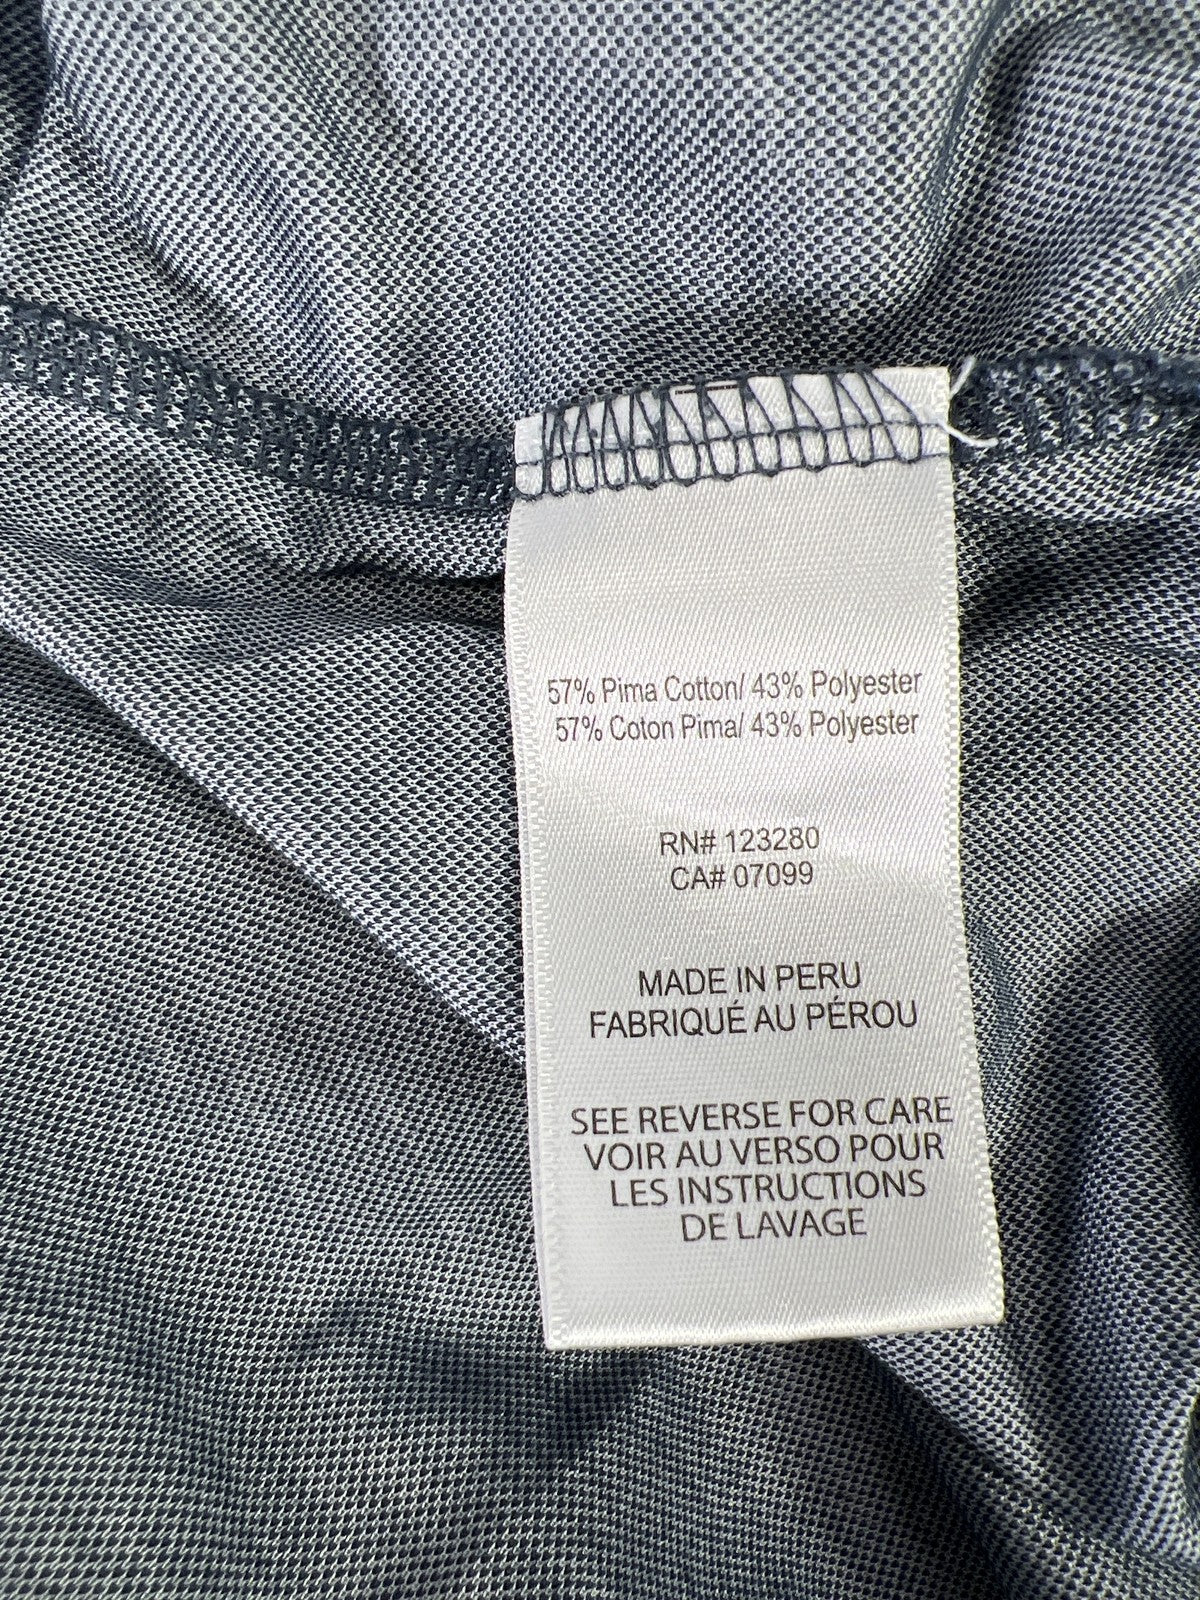 57% Pima Cotton/ 43% Polyester
57% Coton Pima/ 43% Polyester
RN# 123280
CA# 07099
MADE IN PERU
FABRIQUÉ AU PÉROU
SEE REVERSE FOR CARE
VOIR AU VERSO POUR
LES INSTRUCTIONS
DE LAVAGE